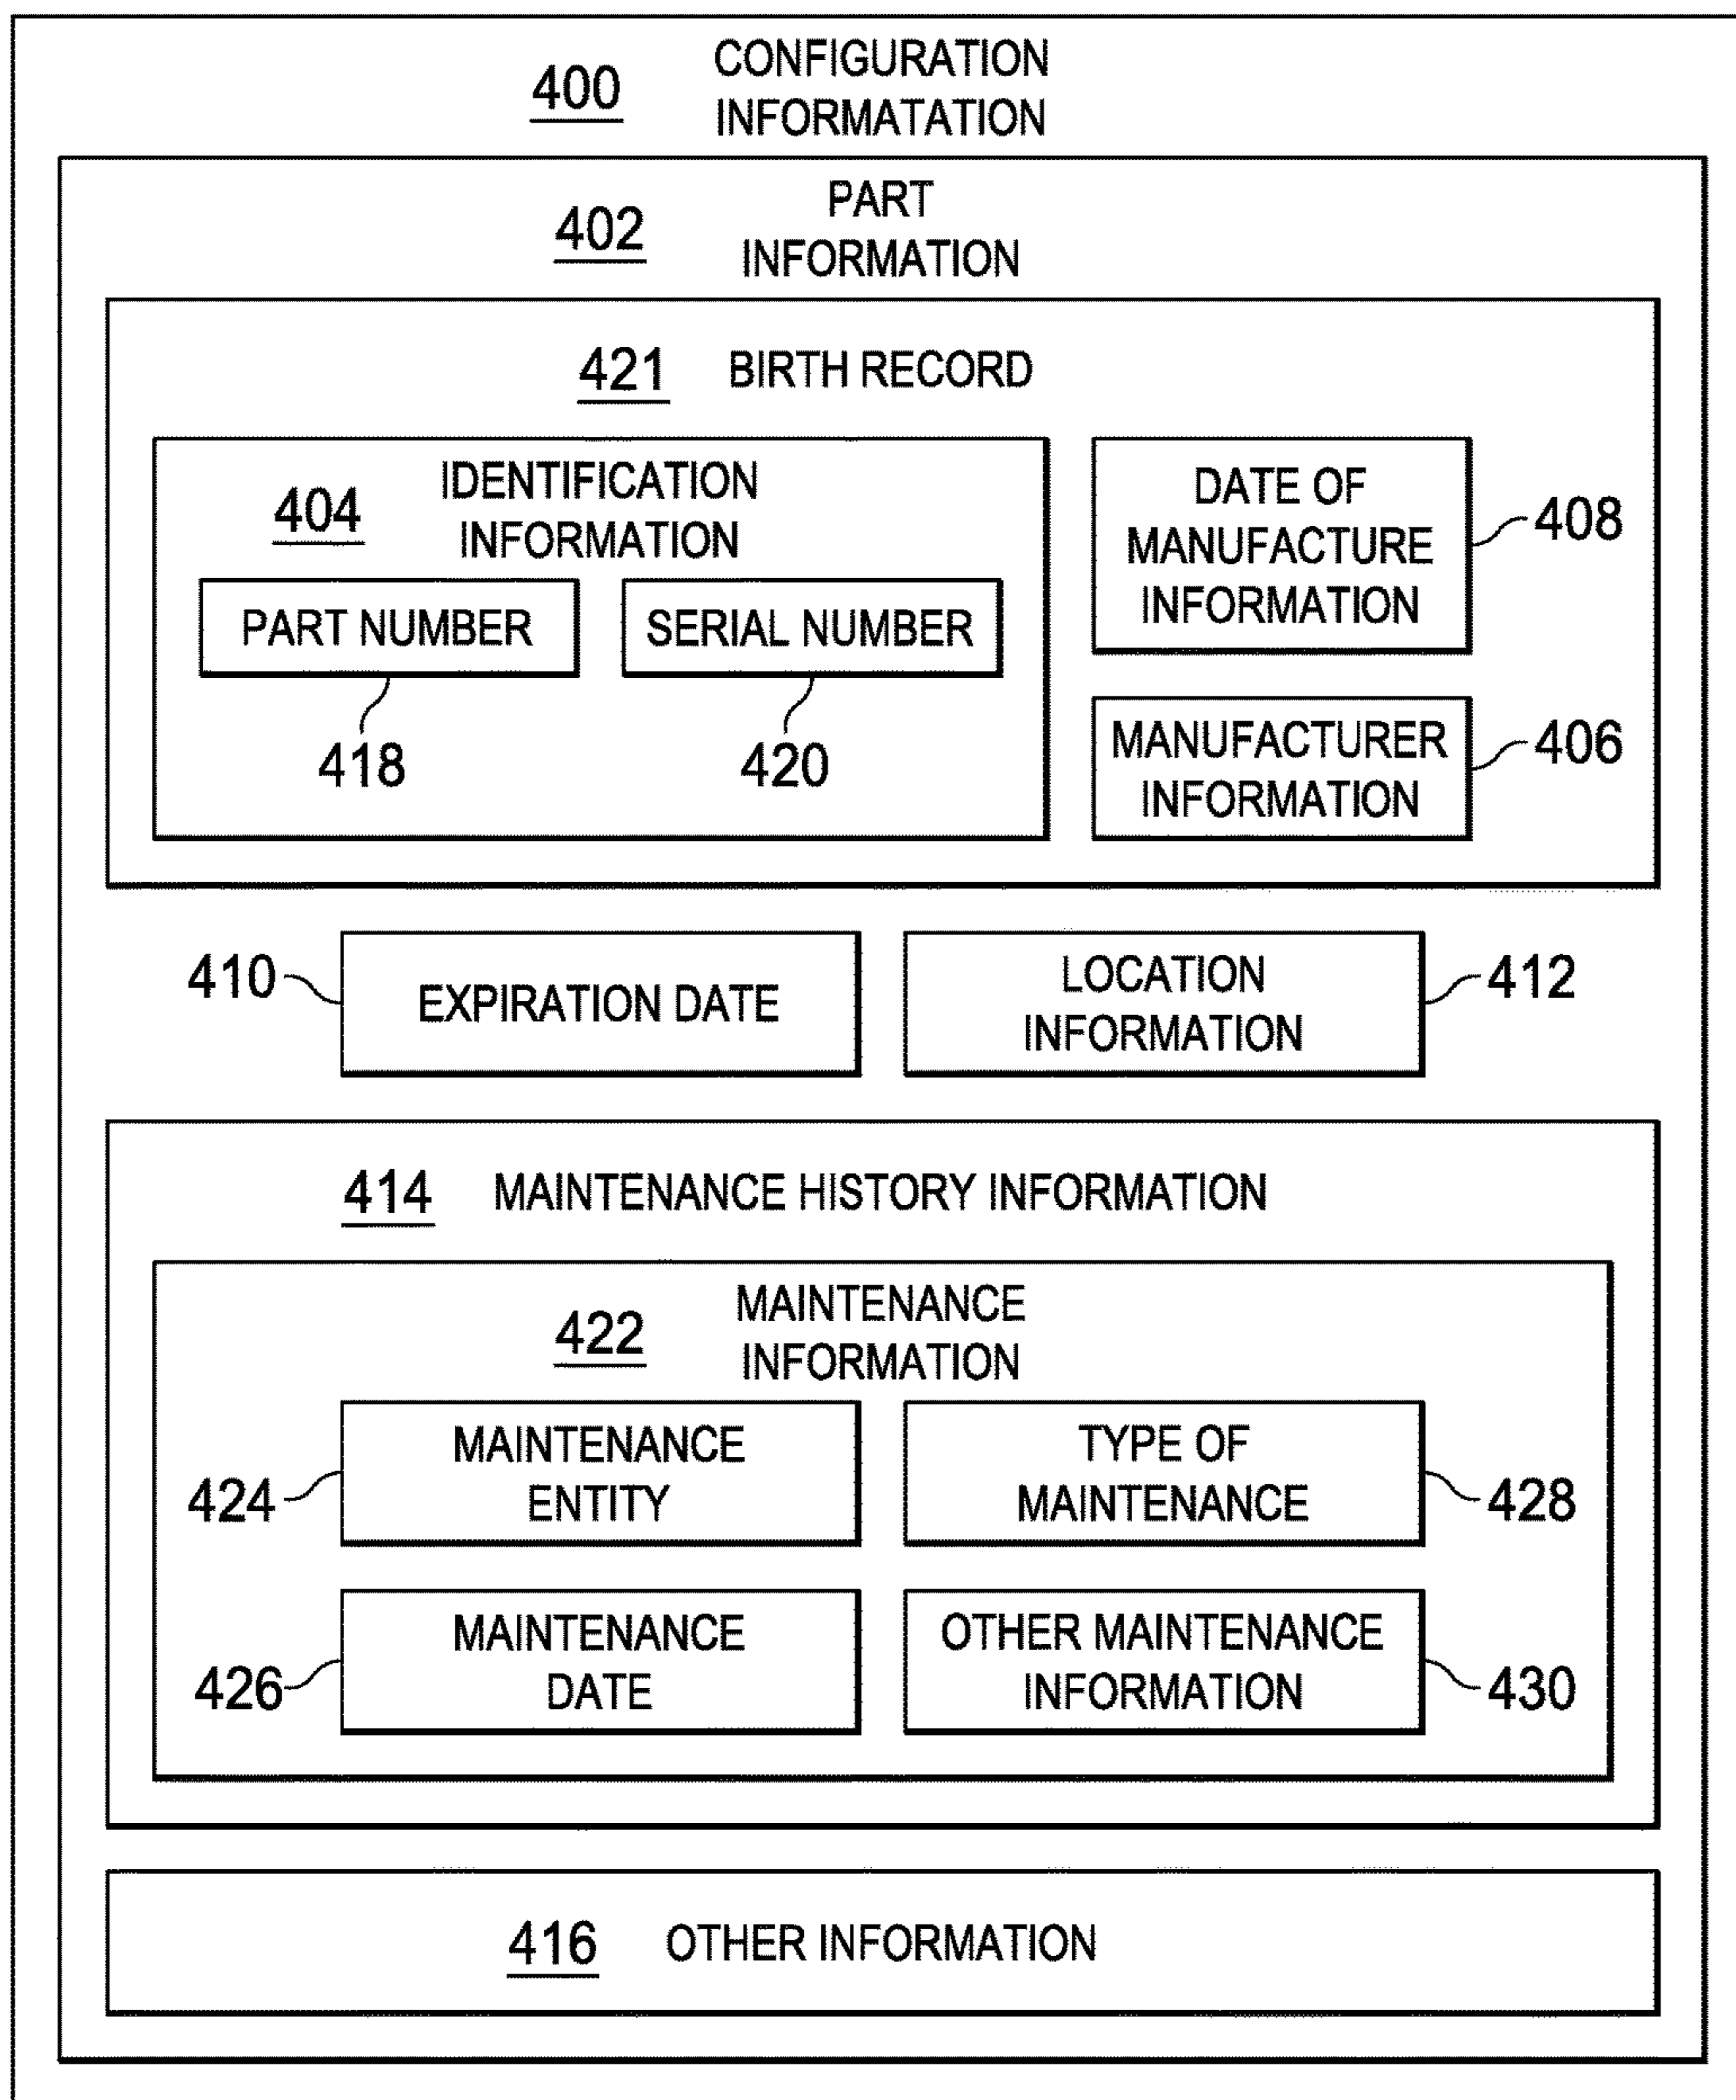 400
CONFIGURATION
INFORMATATION
402
PART
INFORMATION
421 BIRTH RECORD
404
IDENTIFICATION
INFORMATION
PART NUMBER
418
SERIAL NUMBER
420
DATE OF
MANUFACTURE
INFORMATION
408
MANUFACTURER
INFORMATION
406
410
EXPIRATION DATE
LOCATION
INFORMATION
412
414 MAINTENANCE HISTORY INFORMATION
422
MAINTENANCE
INFORMATION
424
MAINTENANCE
ENTITY
TYPE OF
MAINTENANCE
428
426
MAINTENANCE
DATE
OTHER MAINTENANCE
INFORMATION
430
416 OTHER INFORMATION